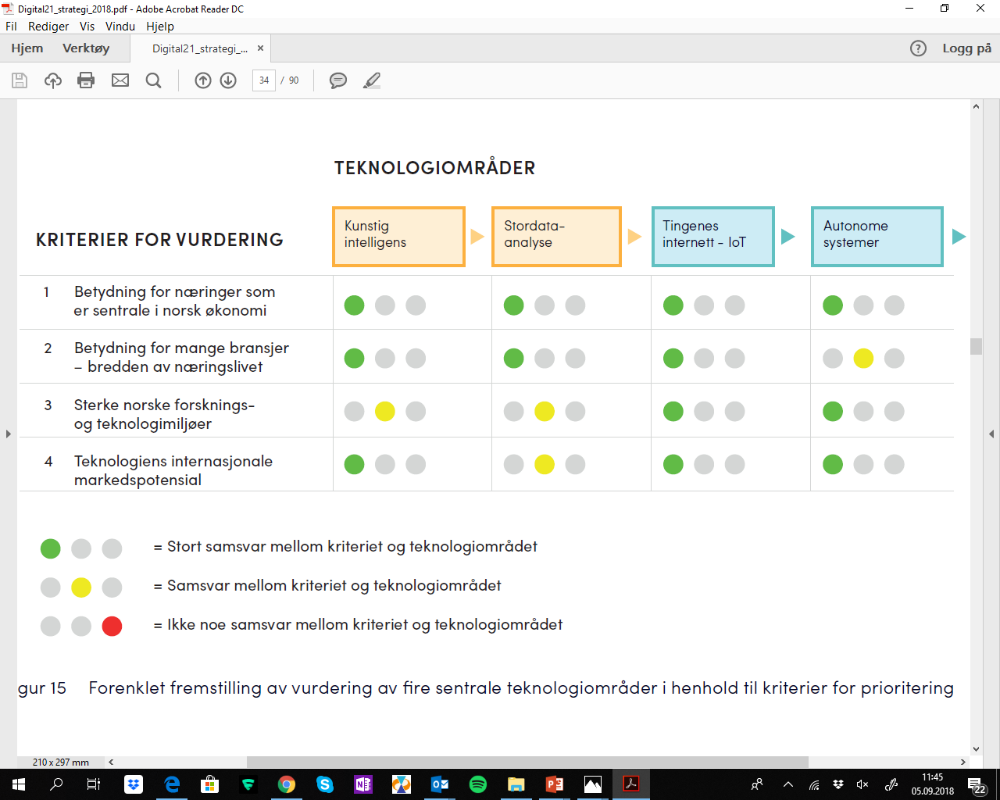 Digital21_strategi_2018.pdf - Adobe Acrobat Reader DC
Fil Rediger Vis Vindu Hjelp
Hjem Verktøy Digital21_strategi_... × ? Logg på
34 / 90
TEKNOLOGIOMRÅDER
KRITERIER FOR VURDERING
Kunstig
intelligens
Stordata-
analyse
Tingenes
internett - IoT
Autonome
systemer
1 Betydning for næringer som
er sentrale i norsk økonomi
2 Betydning for mange bransjer
– bredden av næringslivet
3 Sterke norske forsknings-
og teknologimiljøer
4 Teknologiens internasjonale
markedspotensial
= Stort samsvar mellom kriteriet og teknologiområdet
= Samsvar mellom kriteriet og teknologiområdet
= Ikke noe samsvar mellom kriteriet og teknologiområdet
gur 15 Forenklet fremstilling av vurdering av fire sentrale teknologiområder i henhold til kriterier for prioritering
210 x 297 mm
11:45
05.09.2018
22